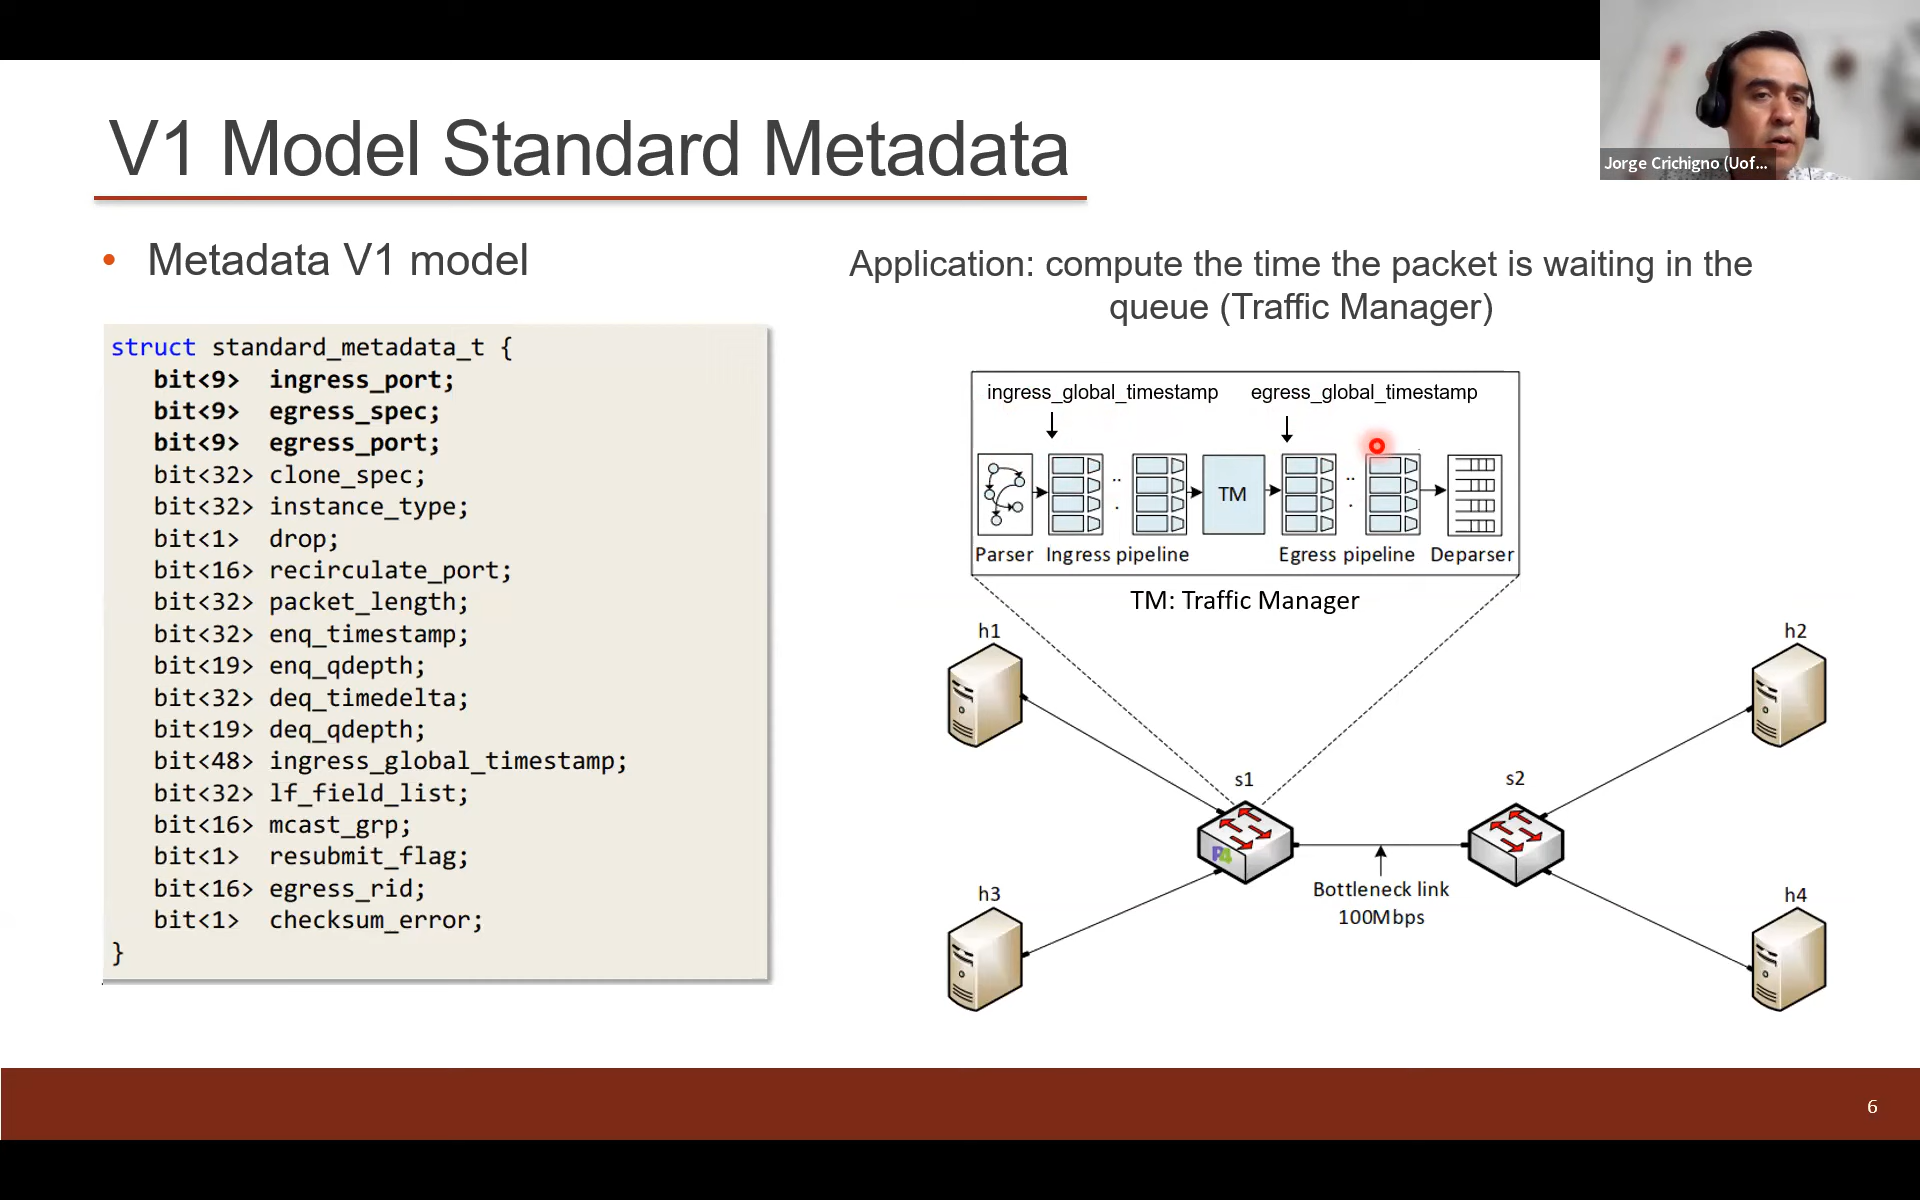 V1 Model Standard Metadata
Jorge Crichigno (Uof...
• Metadata V1 model
struct standard_metadata_t {
bit<9> ingress_port;
bit<9> egress_spec;
bit<9> egress_port;
bit<32> clone_spec;
bit<32> instance_type;
bit<1> drop;
bit<16> recirculate_port;
bit<32> packet_length;
bit<32> enq_timestamp;
bit<19> enq_qdepth;
bit<32> deq_timedelta;
bit<19> deq_qdepth;
bit<48> ingress_global_timestamp;
bit<32> lf_field_list;
bit<16> mcast_grp;
bit<1> resubmit_flag;
bit<16> egress_rid;
bit<1> checksum_error;
}
Application: compute the time the packet is waiting in the
queue (Traffic Manager)
ingress_global_timestamp egress_global_timestamp
TM
Parser Ingress pipeline Egress pipeline Deparser
TM: Traffic Manager
h1 h2
s1 s2
P4
Bottleneck link
100Mbps
h3 h4
6